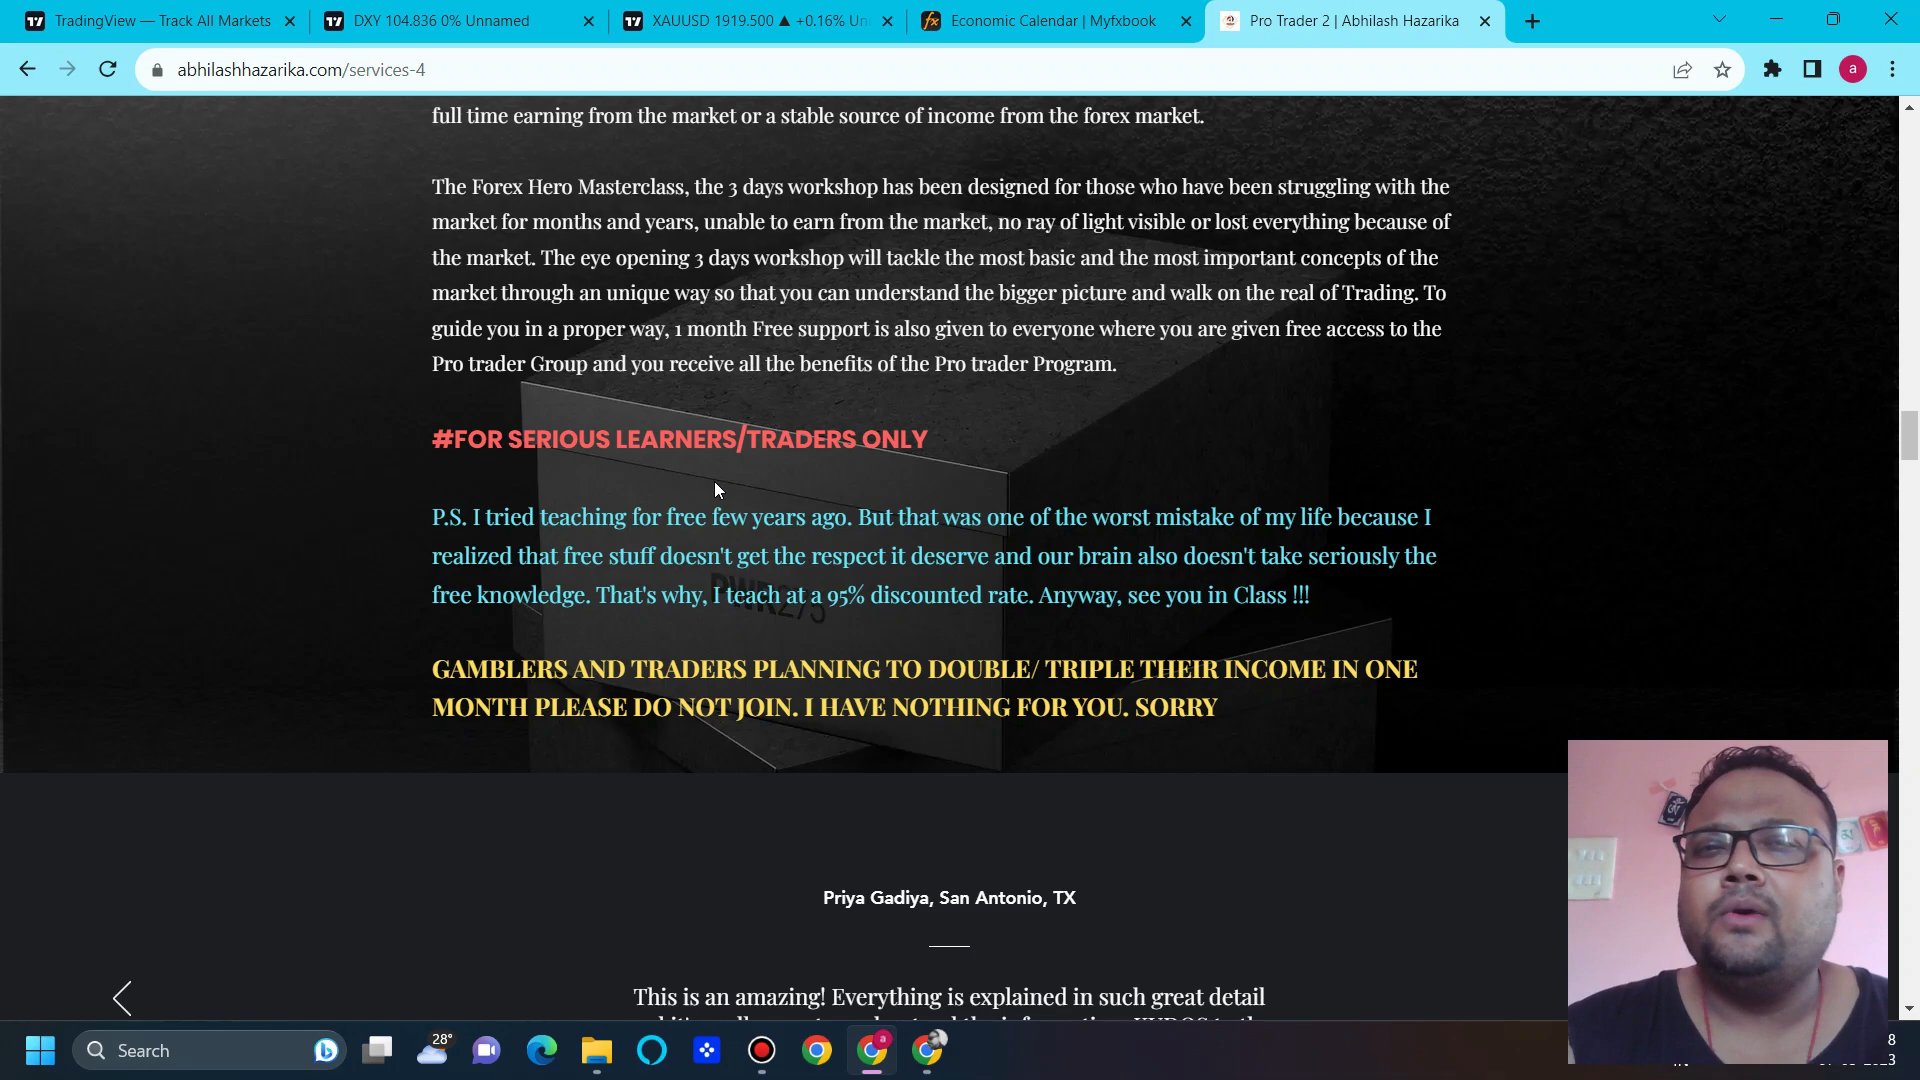 TradingView — Track All Markets
DXY 104.836 0% Unnamed
XAUUSD 1919.500 ▲ +0.16% Un
Economic Calendar | Myfxbook
Pro Trader 2 | Abhilash Hazarika
abhilashhazarika.com/services-4
a
full time earning from the market or a stable source of income from the forex market.
The Forex Hero Masterclass, the 3 days workshop has been designed for those who have been struggling with the
market for months and years, unable to earn from the market, no ray of light visible or lost everything because of
the market. The eye opening 3 days workshop will tackle the most basic and the most important concepts of the
market through an unique way so that you can understand the bigger picture and walk on the real of Trading. To
guide you in a proper way, 1 month Free support is also given to everyone where you are given free access to the
Pro trader Group and you receive all the benefits of the Pro trader Program.
#FOR SERIOUS LEARNERS/TRADERS ONLY
P.S. I tried teaching for free few years ago. But that was one of the worst mistake of my life because I
realized that free stuff doesn't get the respect it deserve and our brain also doesn't take seriously the
free knowledge. That's why, I teach at a 95% discounted rate. Anyway, see you in Class !!!
PWR275
GAMBLERS AND TRADERS PLANNING TO DOUBLE/ TRIPLE THEIR INCOME IN ONE
MONTH PLEASE DO NOT JOIN. I HAVE NOTHING FOR YOU. SORRY
Priya Gadiya, San Antonio, TX
This is an amazing! Everything is explained in such great detail
Search
28°
a
8
3